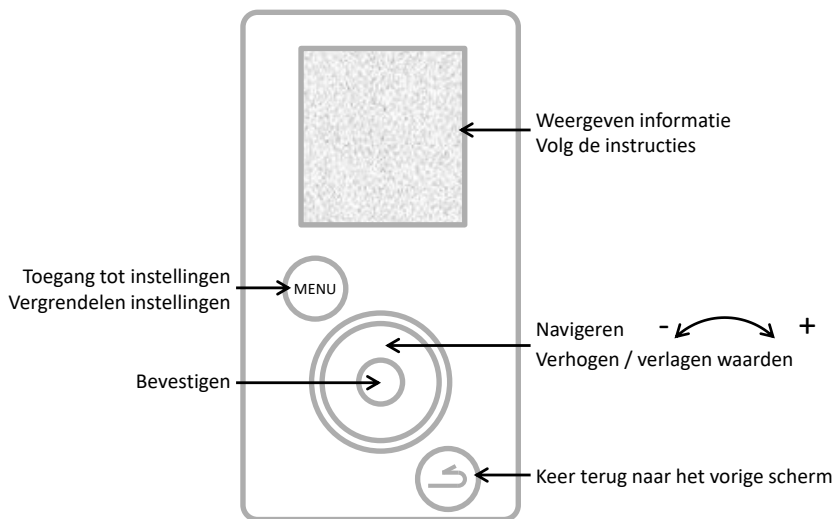 Weergeven informatie
Volg de instructies
Toegang tot instellingen
Vergrendelen instellingen
MENU
Navigeren - +
Verhogen / verlagen waarden
Bevestigen
Keer terug naar het vorige scherm